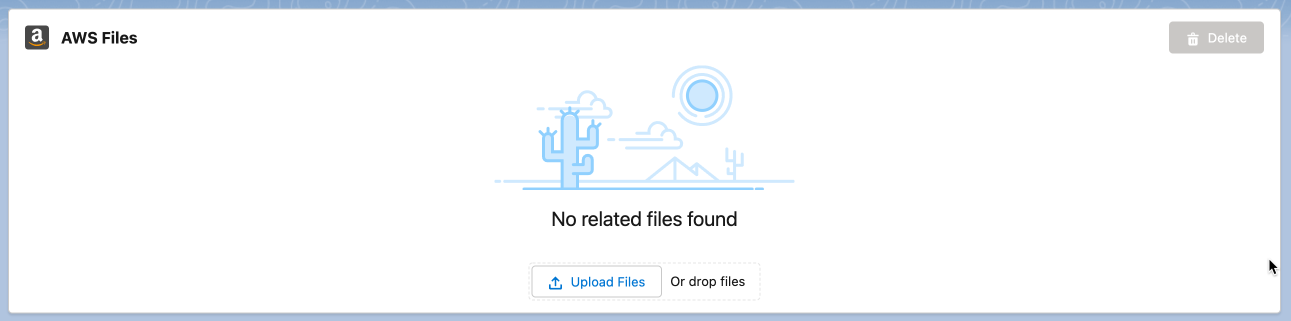 AWS Files
Delete
No related files found
Upload Files
Or drop files